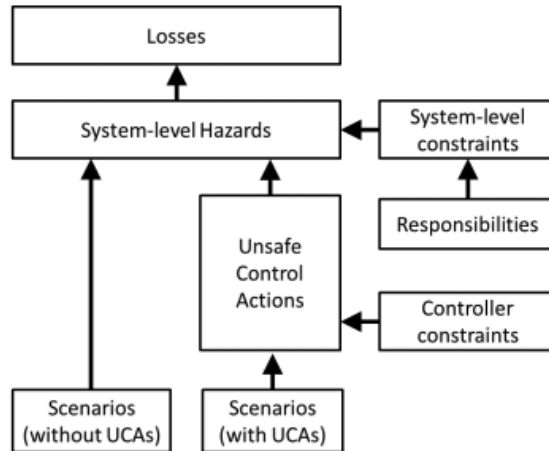 Losses
System-level Hazards
System-level
constraints
Responsibilities
Unsafe
Control
Actions
Controller
constraints
Scenarios
(without UCAs)
Scenarios
(with UCAs)